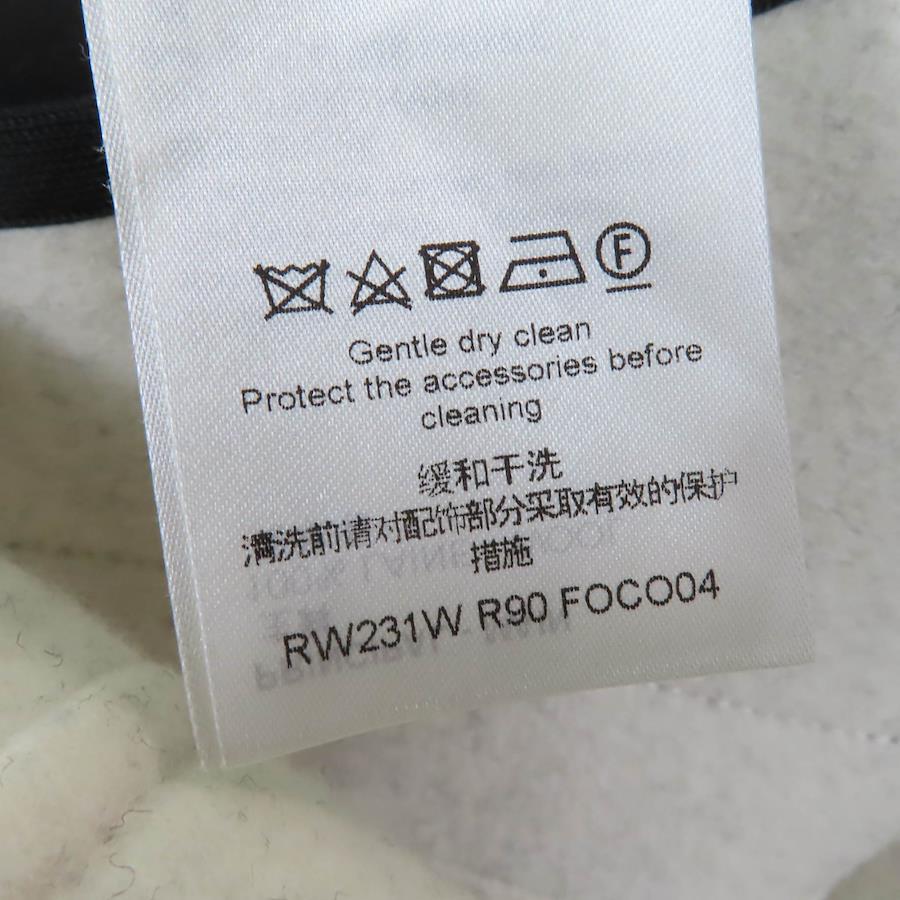 F
Gentle dry clean
Protect the accessories before
cleaning
缓和干洗
清洗前请对配饰部分采取有效的保护
措施
RW231W R90 FOCO04